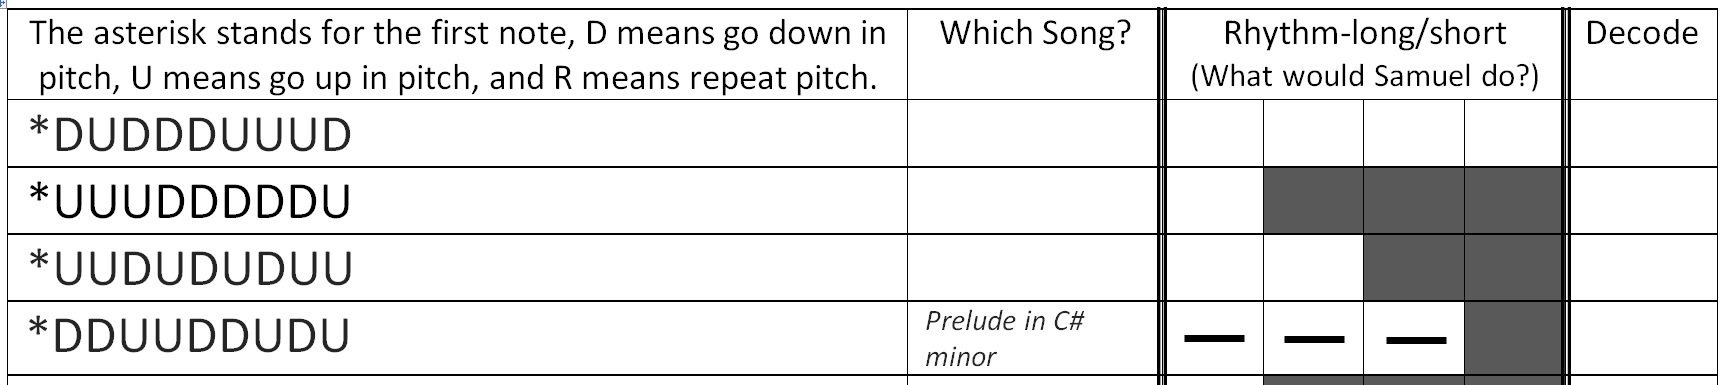 The asterisk stands for the first note, D means go down in
pitch, U means go up in pitch, and R means repeat pitch.
Which Song?
Rhythm-long/short
(What would Samuel do?)
Decode
*DUDDDUUUD
*UUUDDDDDU
*UUDUDUDUU
*DDUUDDUDU
Prelude in C#
minor